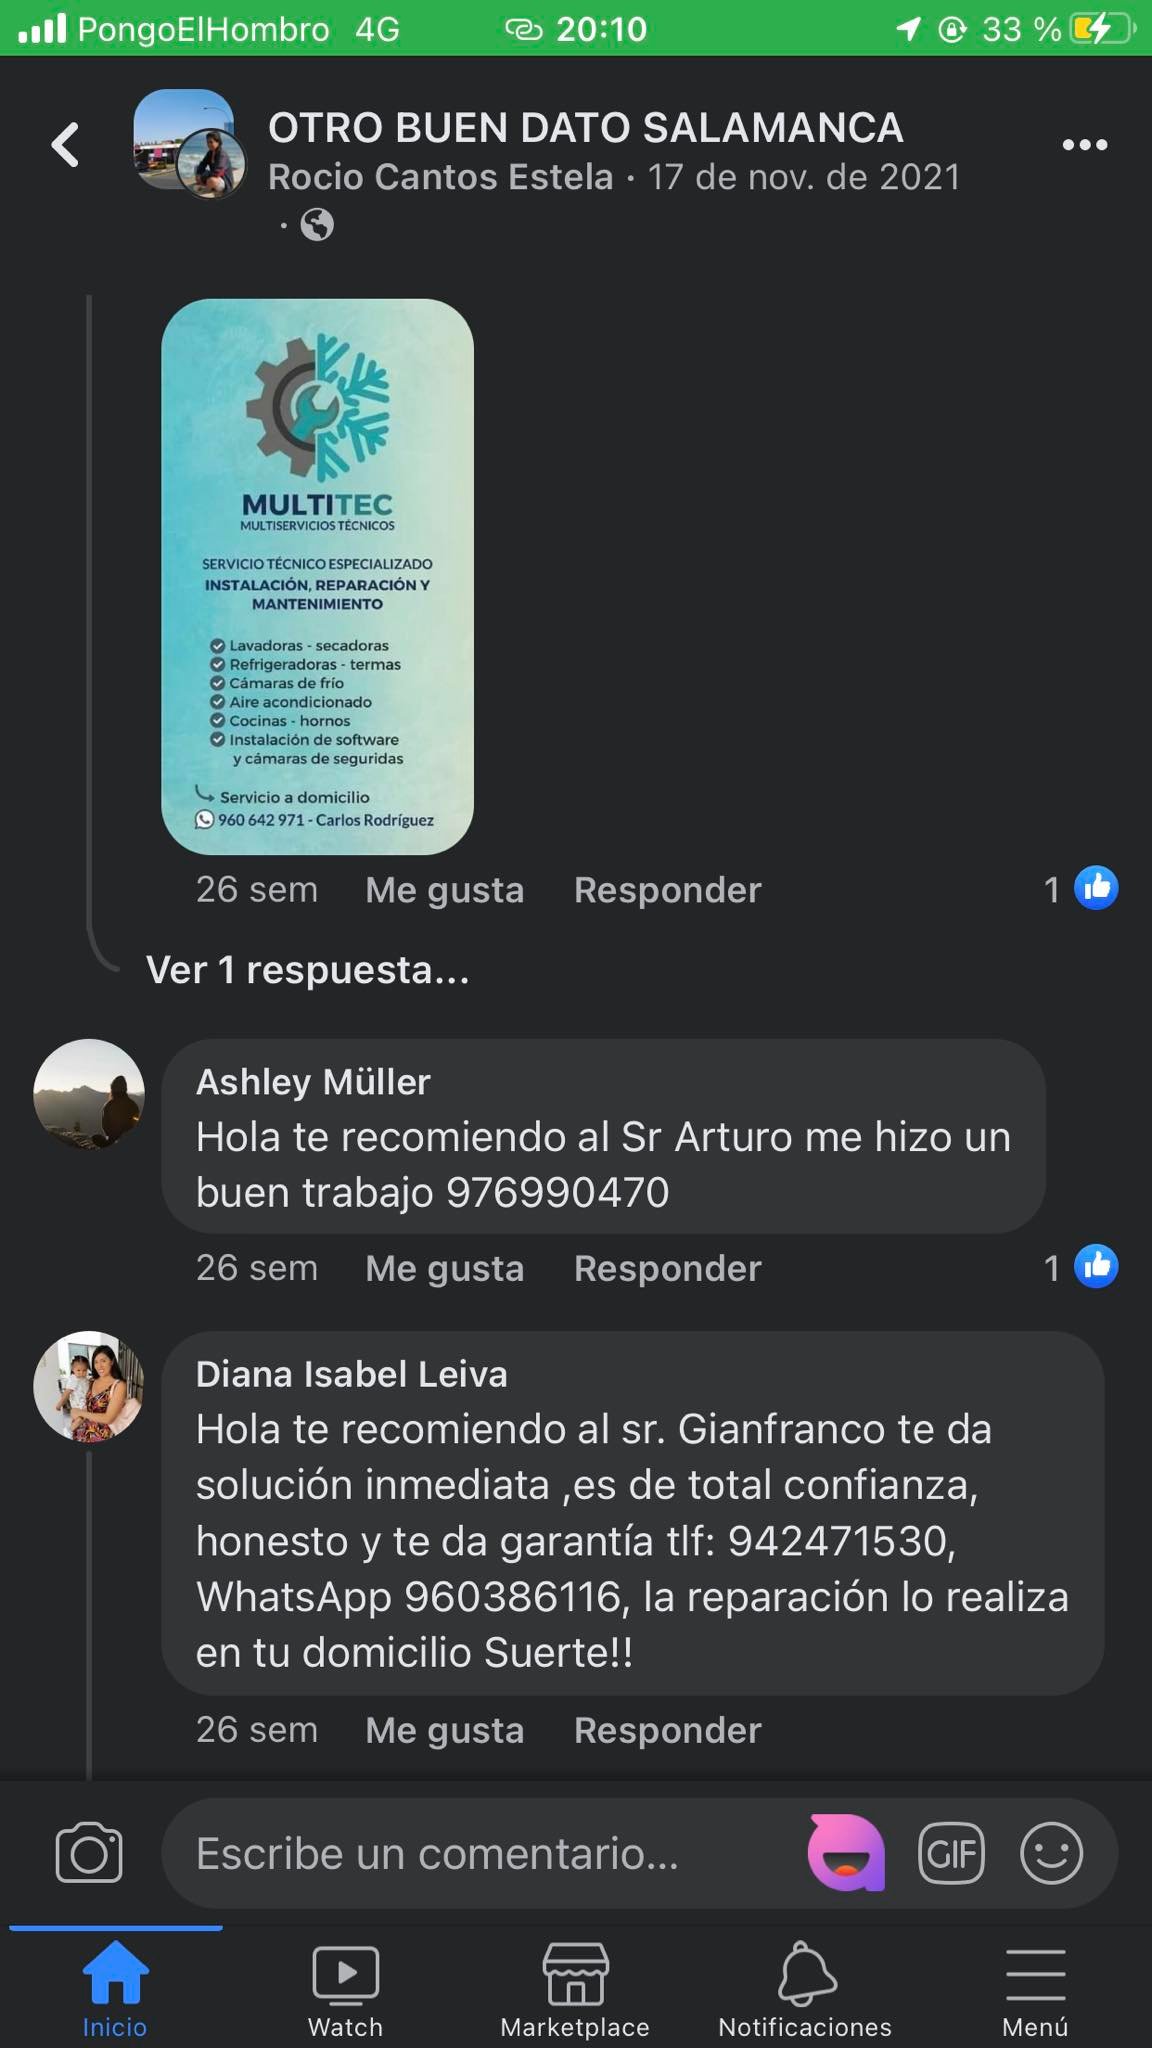 PongoElHombro 4G 20:10 33 %
OTRO BUEN DATO SALAMANCA
Rocio Cantos Estela · 17 de nov. de 2021
·
MULTITEC
MULTISERVICIOS TÉCNICOS
SERVICIO TÉCNICO ESPECIALIZADO
INSTALACIÓN, REPARACIÓN Y
MANTENIMIENTO
Lavadoras - secadoras
Refrigeradoras - termas
Cámaras de frío
Aire acondicionado
Cocinas - hornos
Instalación de software
y cámaras de seguridas
Servicio a domicilio
960 642 971 - Carlos Rodríguez
26 sem Me gusta Responder 1
Ver 1 respuesta...
Ashley Müller
Hola te recomiendo al Sr Arturo me hizo un
buen trabajo 976990470
26 sem Me gusta Responder 1
Diana Isabel Leiva
Hola te recomiendo al sr. Gianfranco te da
solución inmediata ,es de total confianza,
honesto y te da garantía tlf: 942471530,
WhatsApp 960386116, la reparación lo realiza
en tu domicilio Suerte!!
26 sem Me gusta Responder
Escribe un comentario... GIF
Inicio Watch Marketplace Notificaciones Menú